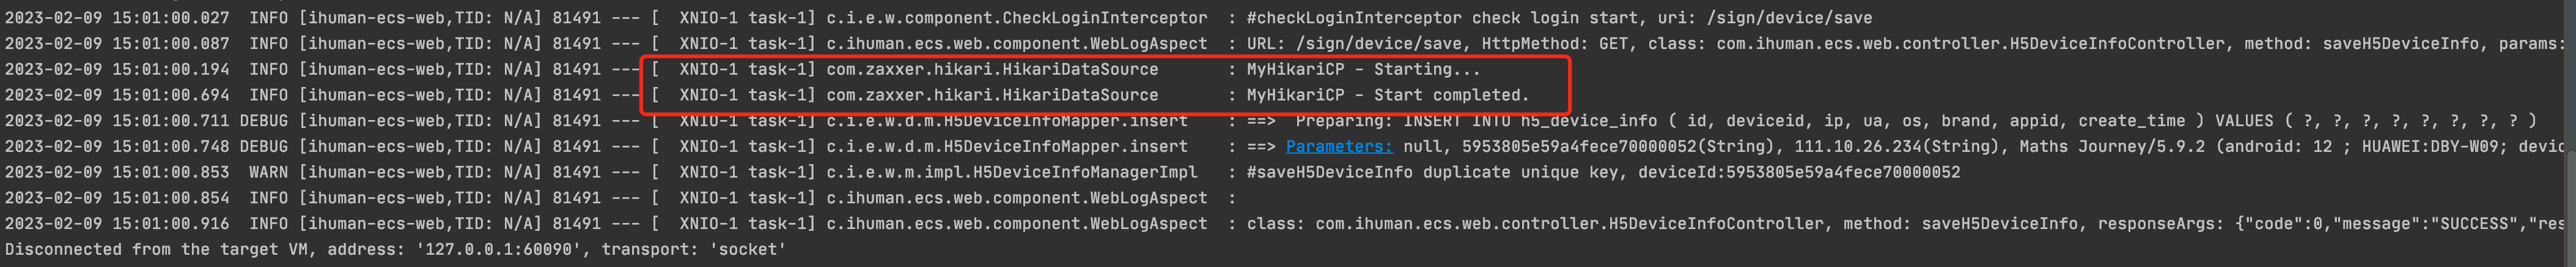 2023-02-09 15:01:00.027  INFO [ihuman-ecs-web,TID: N/A] 81491 --- [  XNIO-1 task-1] c.i.e.w.component.CheckLoginInterceptor  : #checkLoginInterceptor check login start, uri: /sign/device/save
2023-02-09 15:01:00.087  INFO [ihuman-ecs-web,TID: N/A] 81491 --- [  XNIO-1 task-1] c.ihuman.ecs.web.component.WebLogAspect  : URL: /sign/device/save, HttpMethod: GET, class: com.ihuman.ecs.web.controller.H5DeviceInfoController, method: saveH5DeviceInfo, params:
2023-02-09 15:01:00.194  INFO [ihuman-ecs-web,TID: N/A] 81491 --- [  XNIO-1 task-1] com.zaxxer.hikari.HikariDataSource       : MyHikariCP - Starting...
2023-02-09 15:01:00.694  INFO [ihuman-ecs-web,TID: N/A] 81491 --- [  XNIO-1 task-1] com.zaxxer.hikari.HikariDataSource       : MyHikariCP - Start completed.
2023-02-09 15:01:00.711 DEBUG [ihuman-ecs-web,TID: N/A] 81491 --- [  XNIO-1 task-1] c.i.e.w.d.m.H5DeviceInfoMapper.insert    : ==>  Preparing: INSERT INTO h5_device_info ( id, deviceid, ip, ua, os, brand, appid, create_time ) VALUES ( ?, ?, ?, ?, ?, ?, ?, ? )
2023-02-09 15:01:00.748 DEBUG [ihuman-ecs-web,TID: N/A] 81491 --- [  XNIO-1 task-1] c.i.e.w.d.m.H5DeviceInfoMapper.insert    : ==> Parameters: null, 5953805e59a4fece70000052(String), 111.10.26.234(String), Maths Journey/5.9.2 (android: 12 ; HUAWEI:DBY-W09; devic
2023-02-09 15:01:00.853  WARN [ihuman-ecs-web,TID: N/A] 81491 --- [  XNIO-1 task-1] c.i.e.w.m.impl.H5DeviceInfoManagerImpl   : #saveH5DeviceInfo duplicate unique key, deviceId:5953805e59a4fece70000052
2023-02-09 15:01:00.854  INFO [ihuman-ecs-web,TID: N/A] 81491 --- [  XNIO-1 task-1] c.ihuman.ecs.web.component.WebLogAspect  :
2023-02-09 15:01:00.916  INFO [ihuman-ecs-web,TID: N/A] 81491 --- [  XNIO-1 task-1] c.ihuman.ecs.web.component.WebLogAspect  : class: com.ihuman.ecs.web.controller.H5DeviceInfoController, method: saveH5DeviceInfo, responseArgs: {"code":0,"message":"SUCCESS","res
Disconnected from the target VM, address: '127.0.0.1:60090', transport: 'socket'